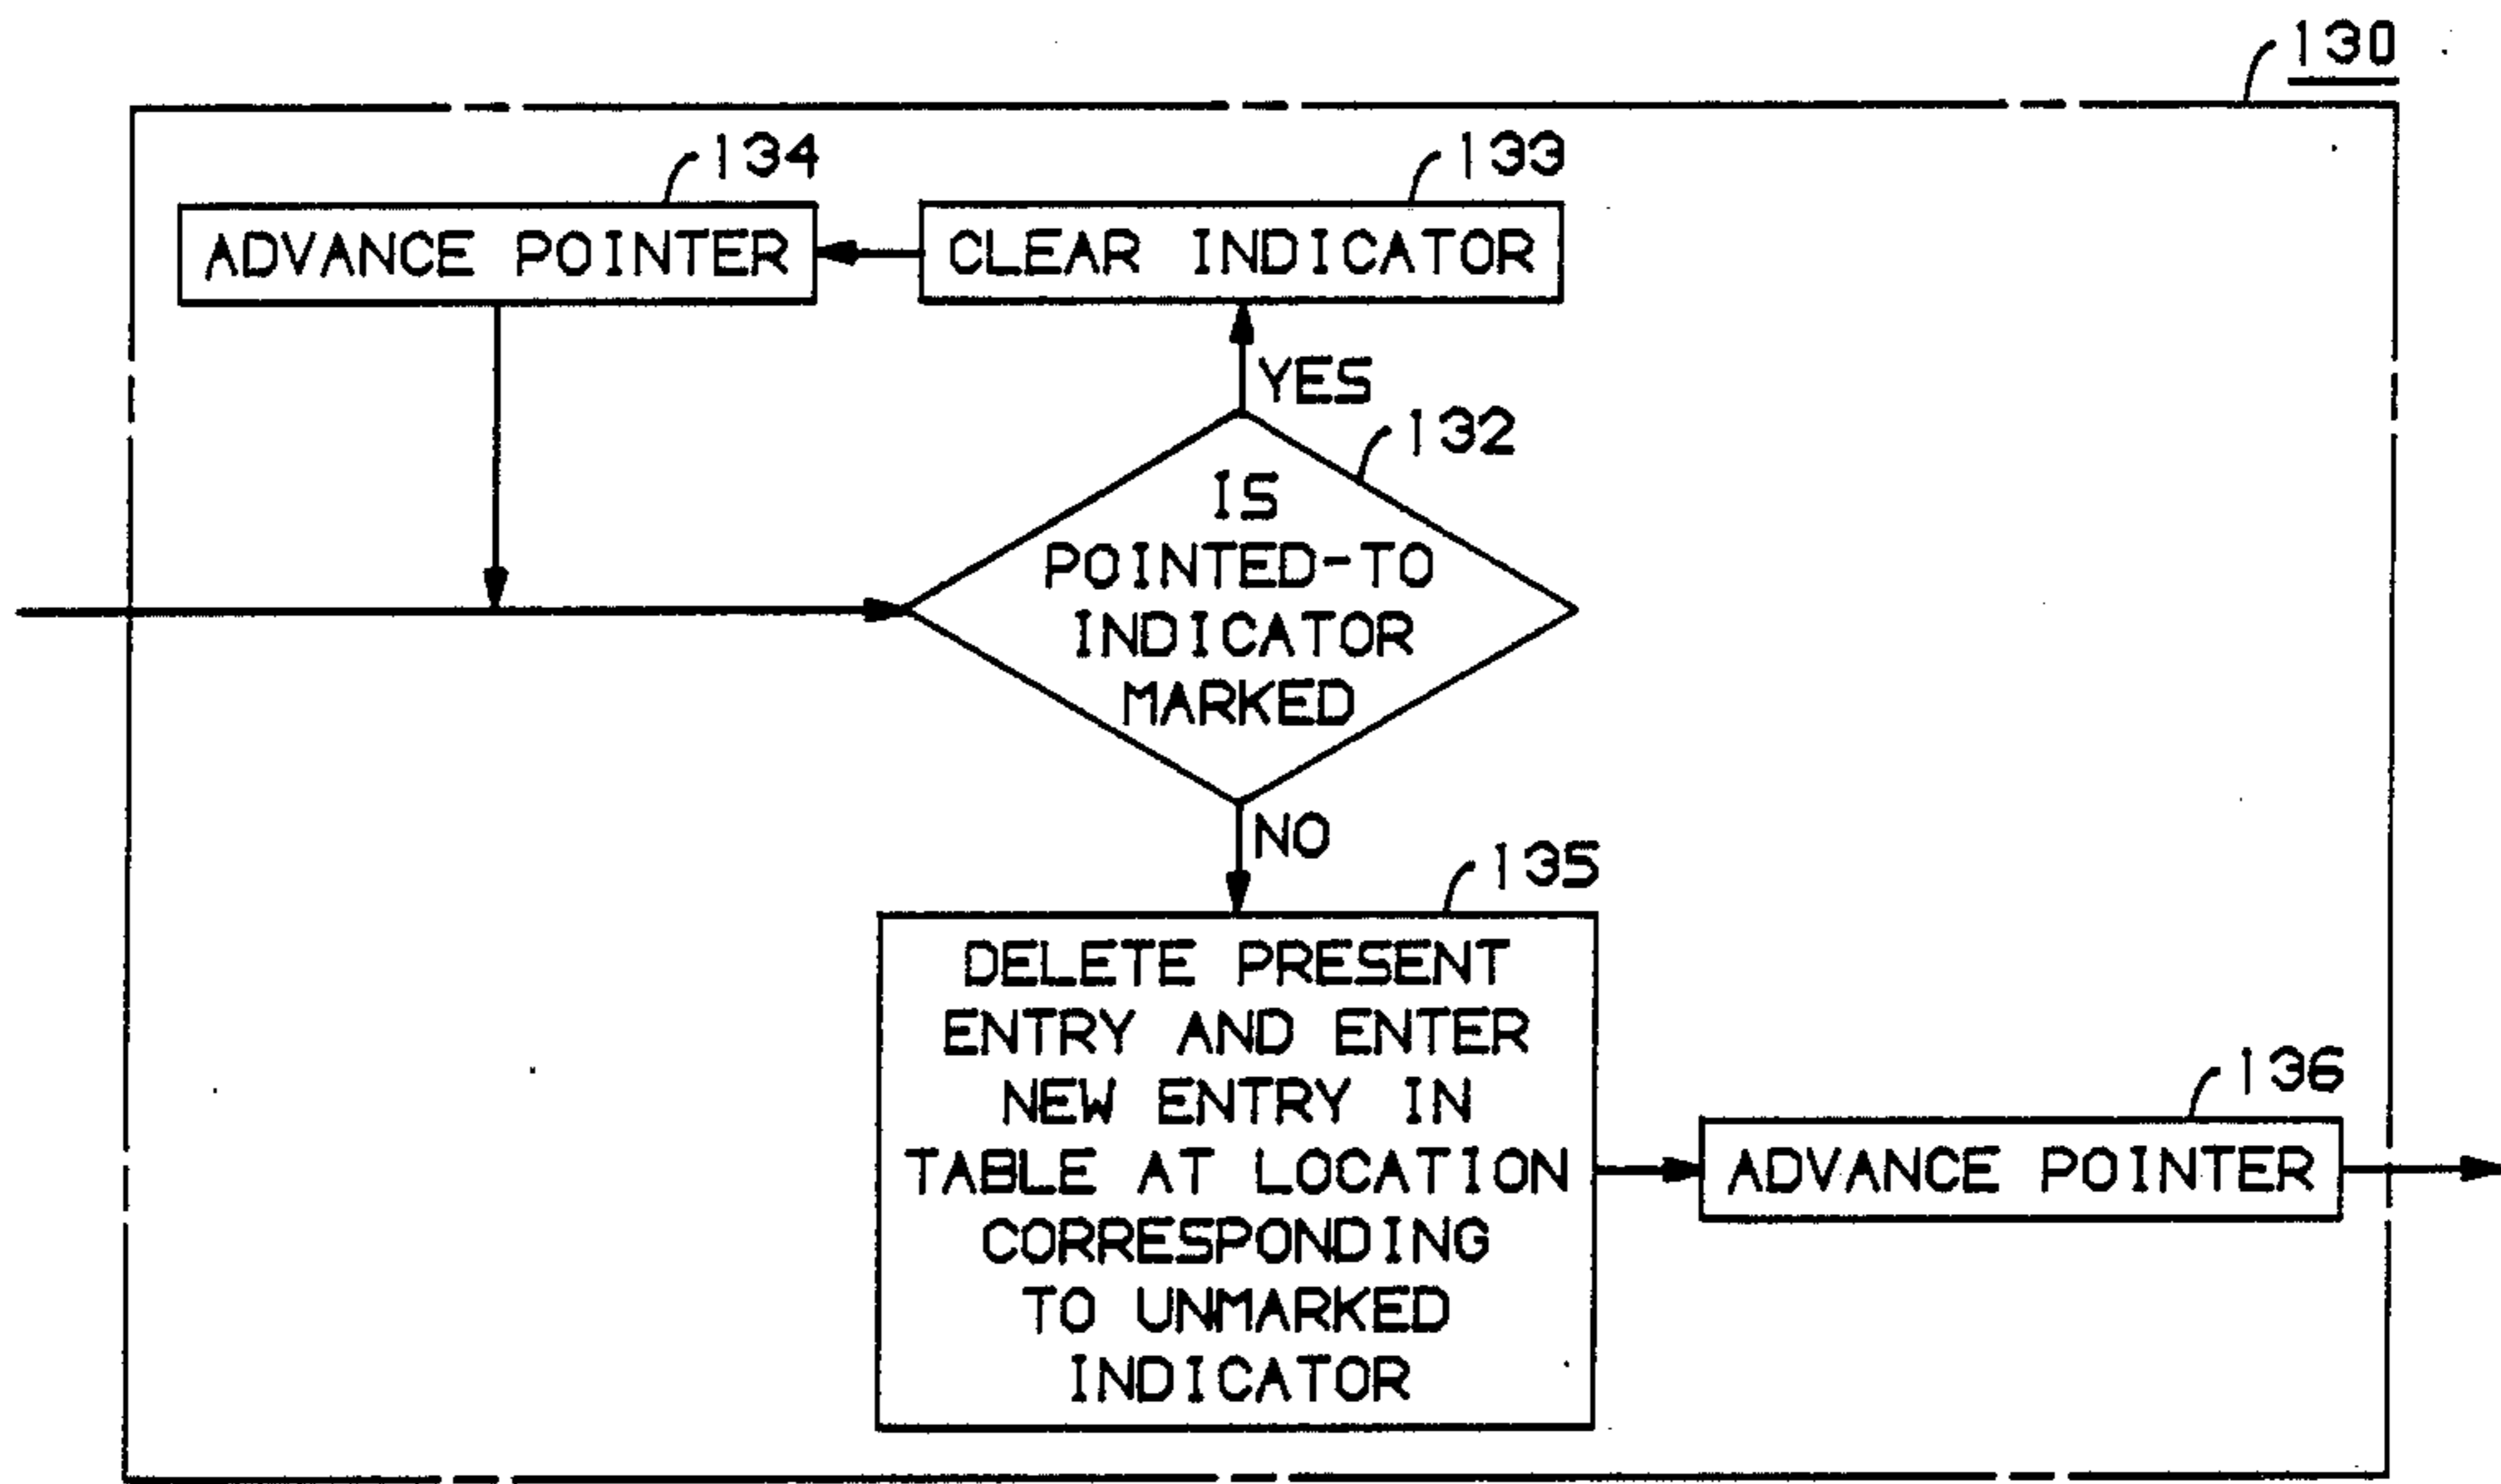 130
134
133
ADVANCE POINTER
CLEAR INDICATOR
YES
132
IS
POINTED-TO
INDICATOR
MARKED
NO
135
DELETE PRESENT
ENTRY AND ENTER
NEW ENTRY IN
TABLE AT LOCATION
CORRESPONDING
TO UNMARKED
INDICATOR
136
ADVANCE POINTER